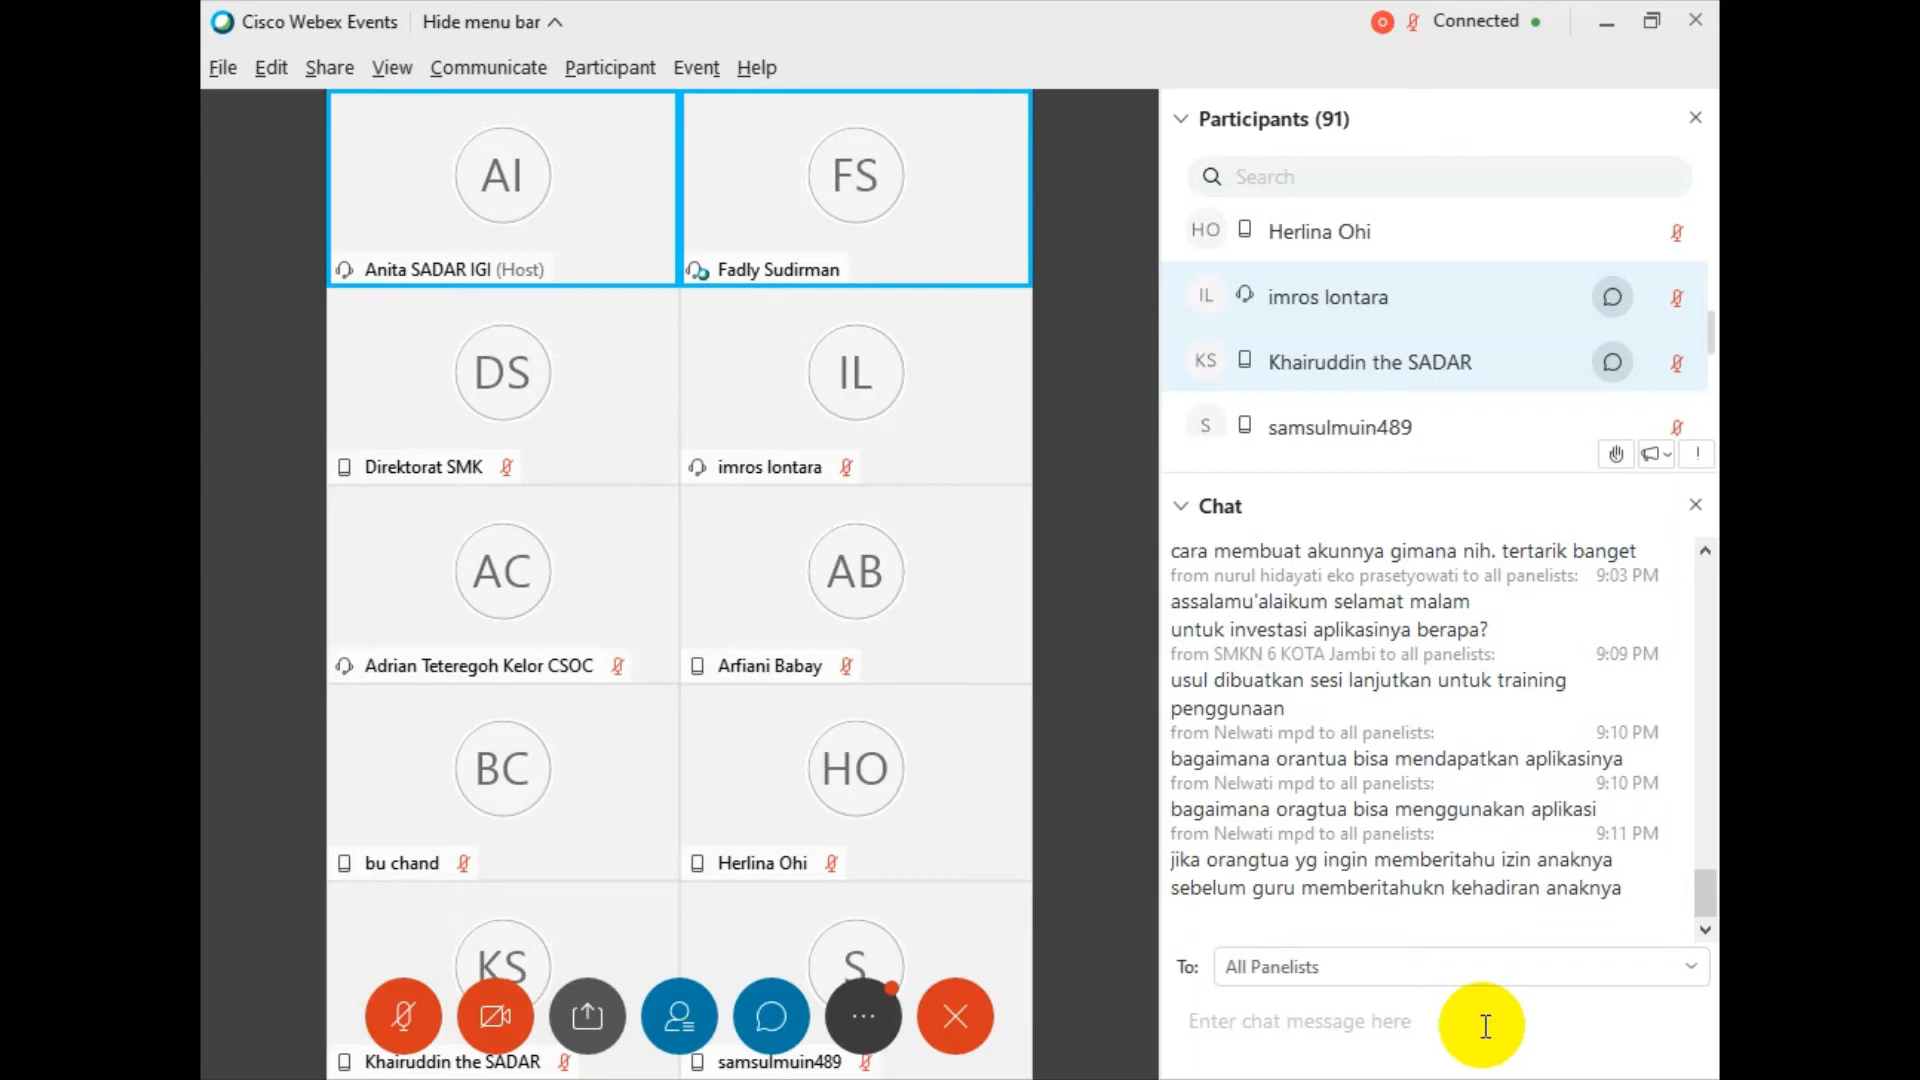 Cisco Webex Events
Hide menu bar
Connected
File Edit Share View Communicate Participant Event Help
AI
Anita SADAR IGI (Host)
FS
Fadly Sudirman
DS
Direktorat SMK
IL
imros lontara
AC
Adrian Teteregoh Kelor CSOC
AB
Arfiani Babay
BC
bu chand
HO
Herlina Ohi
KS
Khairuddin the SADAR
S
samsulmuin489
Participants (91)
Search
HO Herlina Ohi
IL imros lontara
KS Khairuddin the SADAR
S samsulmuin489
Chat
cara membuat akunnya gimana nih. tertarik banget
from nurul hidayati eko prasetyowati to all panelists: 9:03 PM
assalamu'alaikum selamat malam
untuk investasi aplikasinya berapa?
from SMKN 6 KOTA Jambi to all panelists: 9:09 PM
usul dibuatkan sesi lanjutkan untuk training
penggunaan
from Nelwati mpd to all panelists: 9:10 PM
bagaimana orantua bisa mendapatkan aplikasinya
from Nelwati mpd to all panelists: 9:10 PM
bagaimana oragtua bisa menggunakan aplikasi
from Nelwati mpd to all panelists: 9:11 PM
jika orangtua yg ingin memberitahu izin anaknya
sebelum guru memberitahukn kehadiran anaknya
To: All Panelists
Enter chat message here